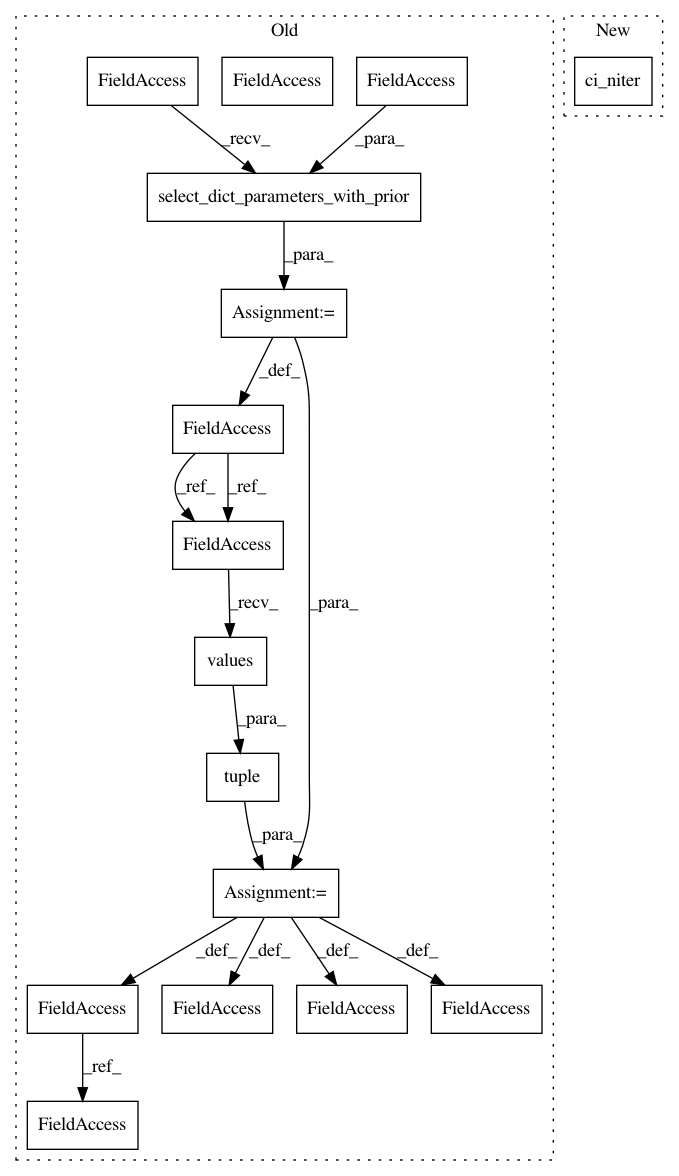 Old
New
FieldAccess
FieldAccess
FieldAccess
ci_niter
_recv_
_para_
select_dict_parameters_with_prior
_para_
Assignment:=
_def_
FieldAccess
_ref_
_ref_
FieldAccess
_recv_
_para_
values
_para_
tuple
_para_
Assignment:=
_def_
_def_
_def_
_def_
FieldAccess
FieldAccess
FieldAccess
FieldAccess
_ref_
FieldAccess